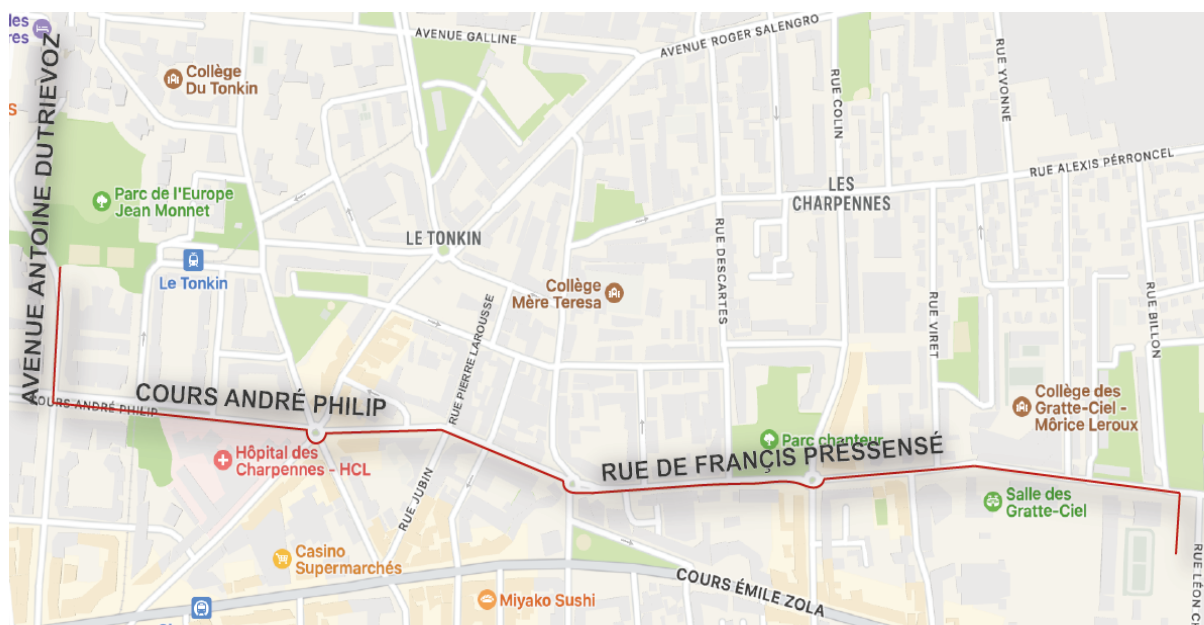 AVENUE ANTOINE DUTRIEVOZ
Collège
Du Tonkin
AVENUE GALLINE
AVENUE ROGER SALENGRO
RUE COLIN
RUE YVONNE
RUE ALEXIS PÉRRONCEL
LES
CHARPENNES
Parc de l'Europe
Jean Monnet
LE TONKIN
Le Tonkin
RUE DESCARTES
Collège
Mère Teresa
RUE PIERRE LAROUSSE
RUE VIRET
RUE BILLON
COURS ANDRÉ PHILIP
COURS ANDRÉ PHILIP
Collège des
Gratte-Ciel -
Môrice Leroux
Parc chanteur
RUE DE FRANÇIS PRESSENSÉ
Hôpital des
Charpennes - HCL
RUE JUBIN
Salle des
Gratte-Ciel
Casino
Supermarchés
COURS ÉMILE ZOLA
Miyako Sushi
RUE LÉON